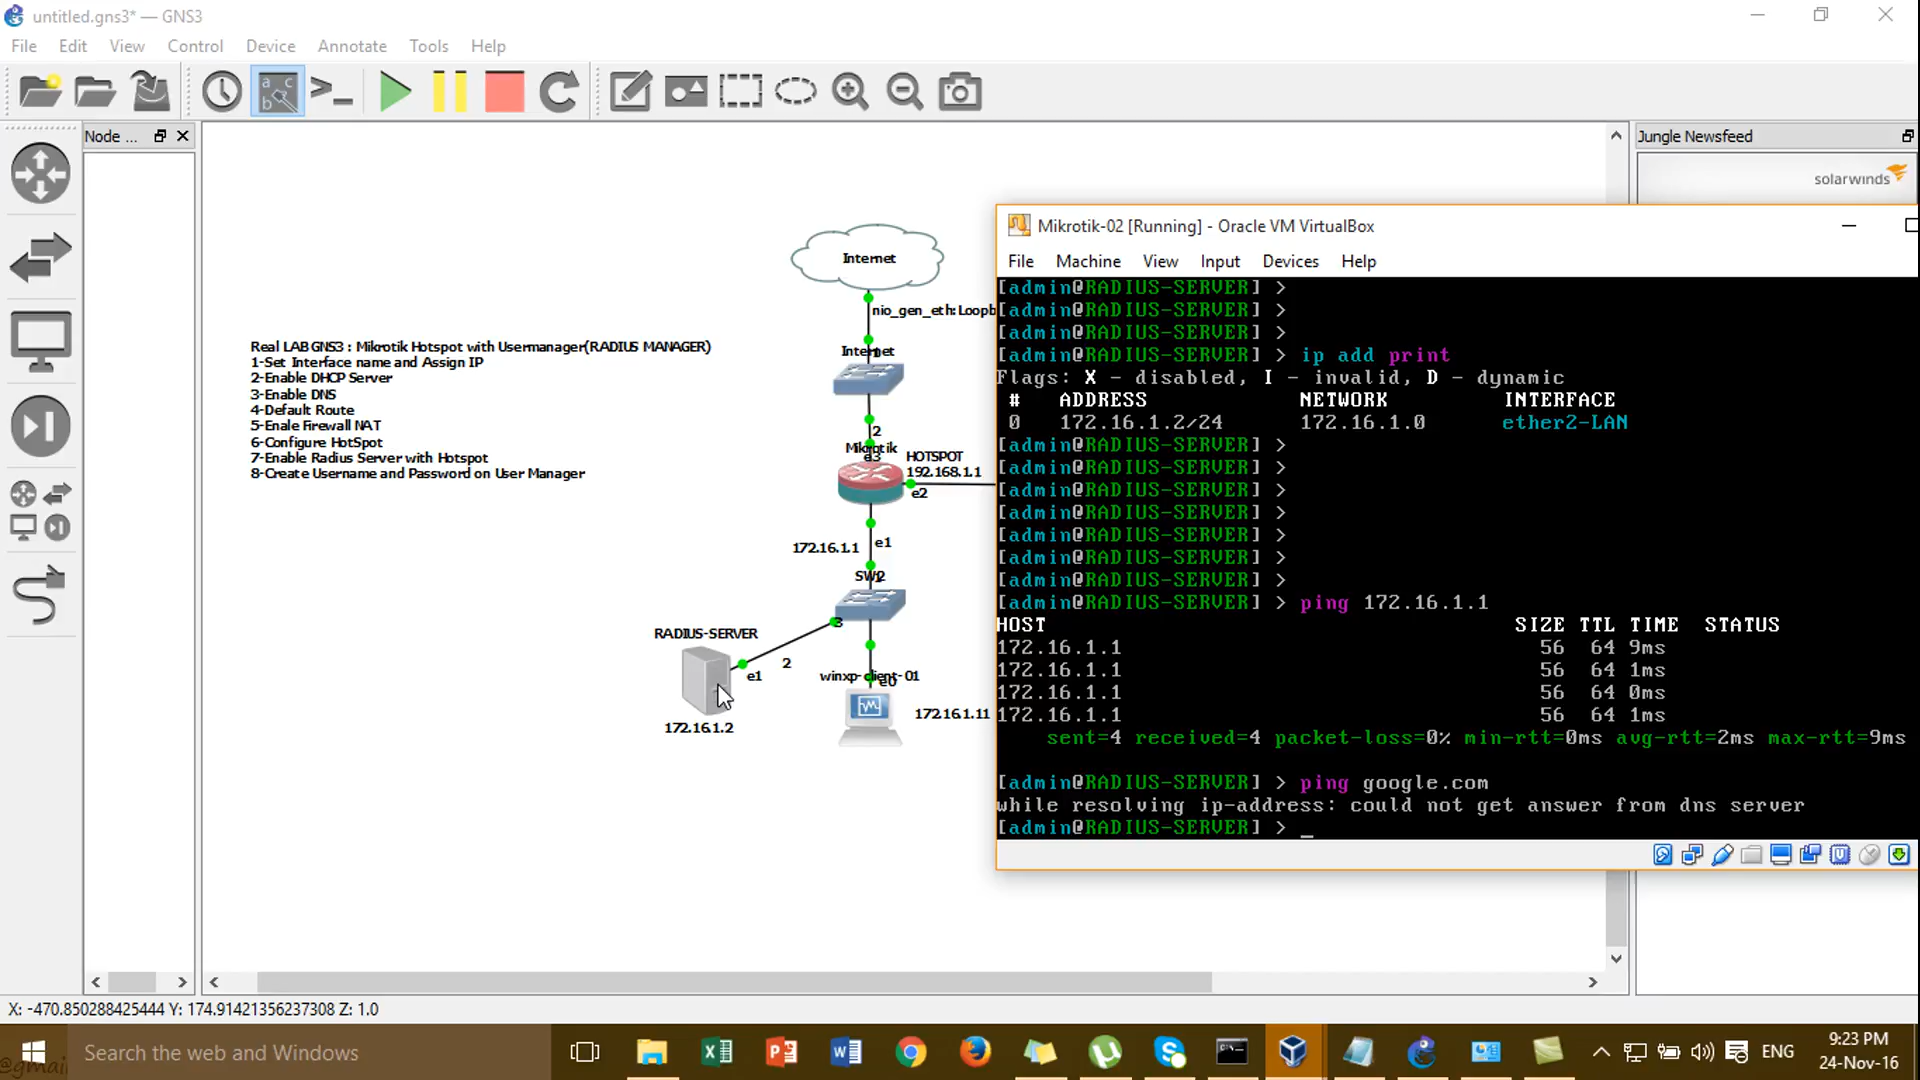 untitled.gns3* — GNS3
File Edit View Control Device Annotate Tools Help
Node ...
Jungle Newsfeed
solarwinds
Real LAB GNS3 : Mikrotik Hotspot with Usermanager(RADIUS MANAGER)
1-Set Interface name and Assign IP
2-Enable DHCP Server
3-Enable DNS
4-Default Route
5-Enale Firewall NAT
6-Configure HotSpot
7-Enable Radius Server with Hotspot
8-Create Username and Password on User Manager
Internet
nio_gen_eth:Loopb
Internet
2
Mikrotik
e3
HOTSPOT
192.168.1.1
e2
172.16.1.1
e1
SW2
3
RADIUS-SERVER
2
e1
172.16.1.2
winxp-client-01
e0
172.16.1.11
Mikrotik-02 [Running] - Oracle VM VirtualBox
File Machine View Input Devices Help
[admin@RADIUS-SERVER] >
[admin@RADIUS-SERVER] >
[admin@RADIUS-SERVER] >
[admin@RADIUS-SERVER] > ip add print
Flags: X - disabled, I - invalid, D - dynamic
# ADDRESS NETWORK INTERFACE
0 172.16.1.2/24 172.16.1.0 ether2-LAN
[admin@RADIUS-SERVER] >
[admin@RADIUS-SERVER] >
[admin@RADIUS-SERVER] >
[admin@RADIUS-SERVER] >
[admin@RADIUS-SERVER] >
[admin@RADIUS-SERVER] >
[admin@RADIUS-SERVER] >
[admin@RADIUS-SERVER] > ping 172.16.1.1
HOST SIZE TTL TIME STATUS
172.16.1.1 56 64 9ms
172.16.1.1 56 64 1ms
172.16.1.1 56 64 0ms
172.16.1.1 56 64 1ms
sent=4 received=4 packet-loss=0% min-rtt=0ms avg-rtt=2ms max-rtt=9ms
[admin@RADIUS-SERVER] > ping google.com
while resolving ip-address: could not get answer from dns server
[admin@RADIUS-SERVER] > _
X: -470.850288425444 Y: 174.91421356237308 Z: 1.0
Search the web and Windows
ENG
9:23 PM
24-Nov-16